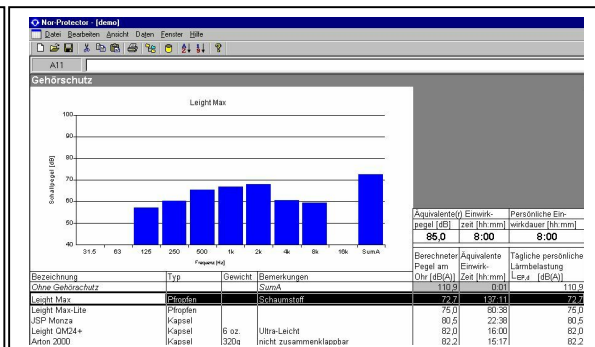 Nor-Protector - [demo]
Datei Bearbeiten Ansicht Daten Fenster Hilfe
A11
Gehörschutz
Leight Max
Schallpegel [dB]
100
90
80
70
60
50
40
31.5 63 125 250 500 1k 2k 4k 8k 16k SumA
Frequenz [Hz]
Äquivalente(r) Einwirk- Persönliche Ein-
pegel [dB] zeit [hh:mm] wirkdauer [hh:mm]
85,0 8:00 8:00
Berechneter Äquivalente Tägliche persönliche
Pegel am Einwirk- Lärmbelastung
Bezeichnung Typ Gewicht Bemerkungen Ohr [dB(A)] Zeit [hh:mm] LEP,d [dB(A)]
Ohne Gehörschutz SumA 110,9 0:01 110,9
Leight Max Pfropfen Schaumstoff 72,7 137:11 72,7
Leight Max-Lite Pfropfen 75,0 80:38 75,0
JSP Monza Kapsel 80,5 22:38 80,5
Leight QM24+ Kapsel 6 oz. Ultra-Leicht 82,0 16:00 82,0
Arton 2000 Kapsel 320g nicht zusammenklappbar 82,2 15:17 82,2